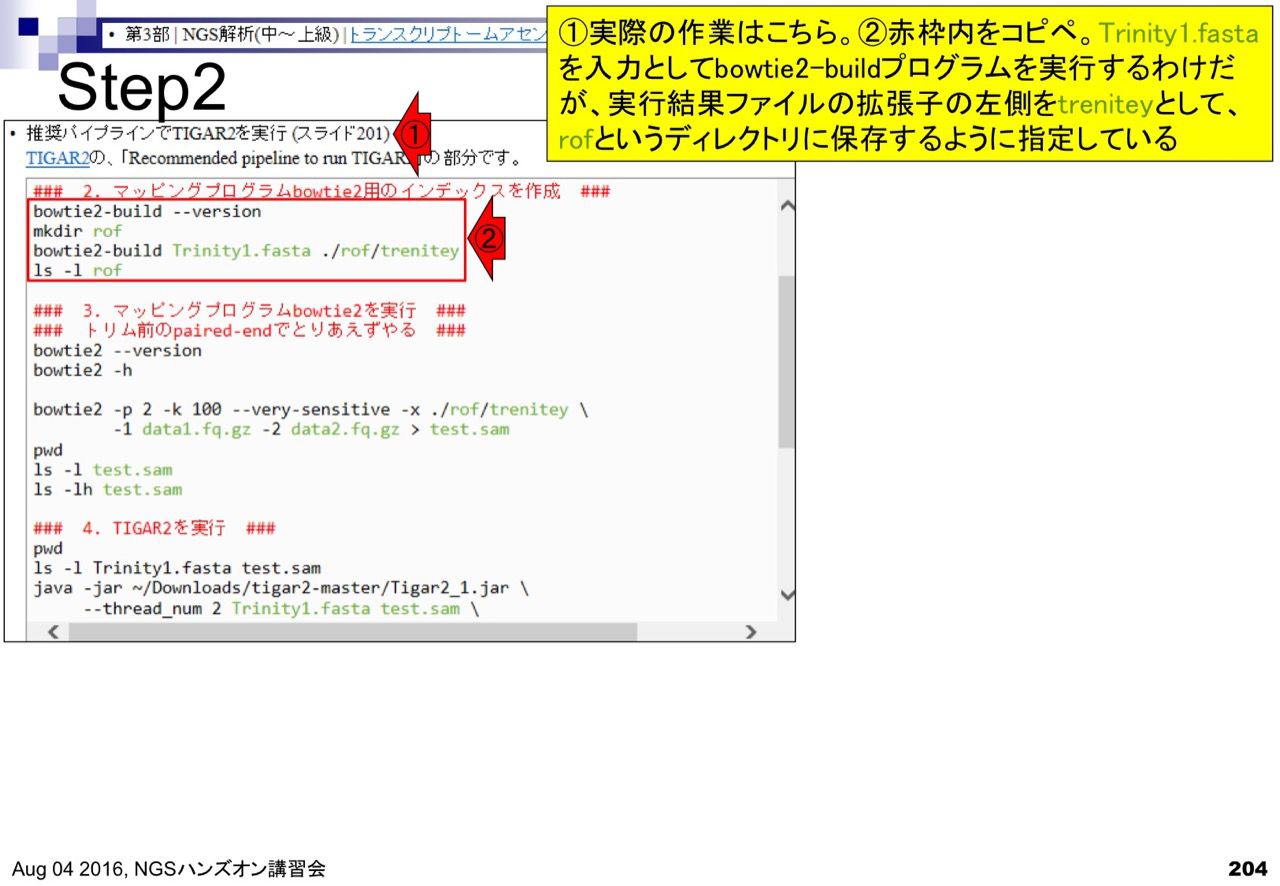 • 第3部 | NGS解析(中～上級) | トランスクリプトームアセン
Step2
①実際の作業はこちら。②赤枠内をコピペ。Trinity1.fasta
を入力としてbowtie2-buildプログラムを実行するわけだ
が、実行結果ファイルの拡張子の左側をtreniteyとして、
rofというディレクトリに保存するように指定している
• 推奨パイプラインでTIGAR2を実行 (スライド201)
①
TIGAR2の、「Recommended pipeline to run TIGAR の部分です。
### 2. マッピングプログラムbowtie2用のインデックスを作成 ###
bowtie2-build --version
mkdir rof
bowtie2-build Trinity1.fasta ./rof/trenitey
ls -l rof
②
### 3. マッピングプログラムbowtie2を実行 ###
### トリム前のpaired-endでとりあえずやる ###
bowtie2 --version
bowtie2 -h
bowtie2 -p 2 -k 100 --very-sensitive -x ./rof/trenitey \
-1 data1.fq.gz -2 data2.fq.gz > test.sam
pwd
ls -l test.sam
ls -lh test.sam
### 4. TIGAR2を実行 ###
pwd
ls -l Trinity1.fasta test.sam
java -jar ~/Downloads/tigar2-master/Tigar2_1.jar \
--thread_num 2 Trinity1.fasta test.sam \
Aug 04 2016, NGSハンズオン講習会
204